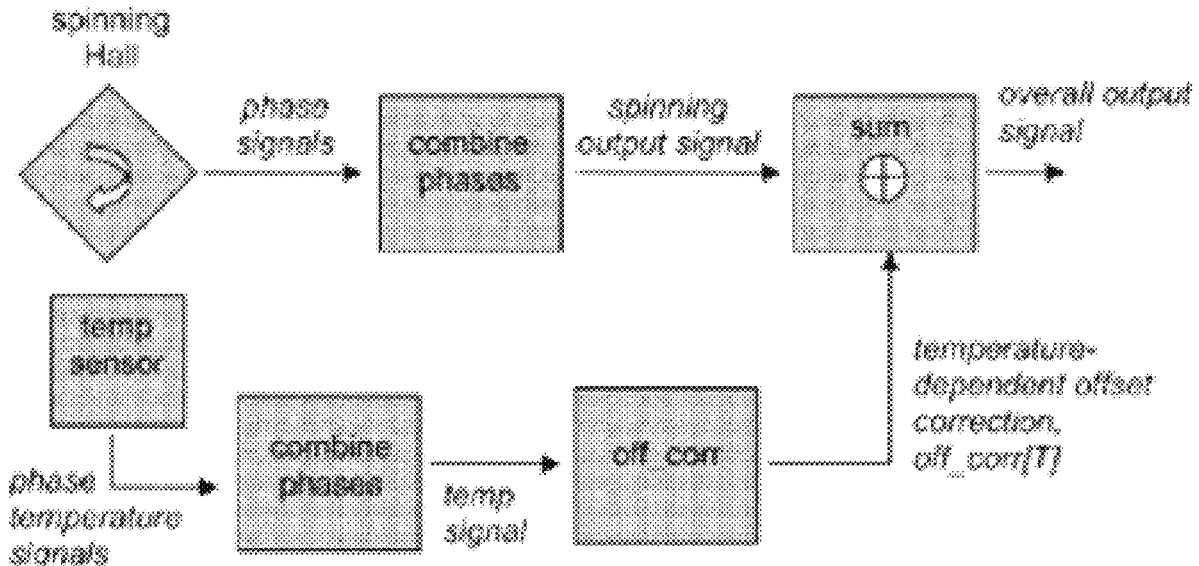 spinning
Hall
phase
signals
combine
phases
spinning
output signal
sum
overall output
signal
temp
sensor
phase
temperature
signals
combine
phases
temp
signal
off_corr
temperature-
dependent offset
correction,
off_corr(T)